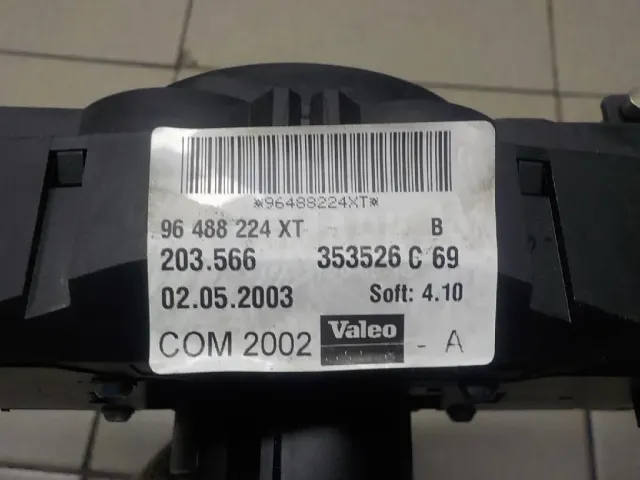 *96488224XT*
96 488 224 XT B
203.566 353526 C 69
02.05.2003 Soft: 4.10
COM 2002 Valeo - A